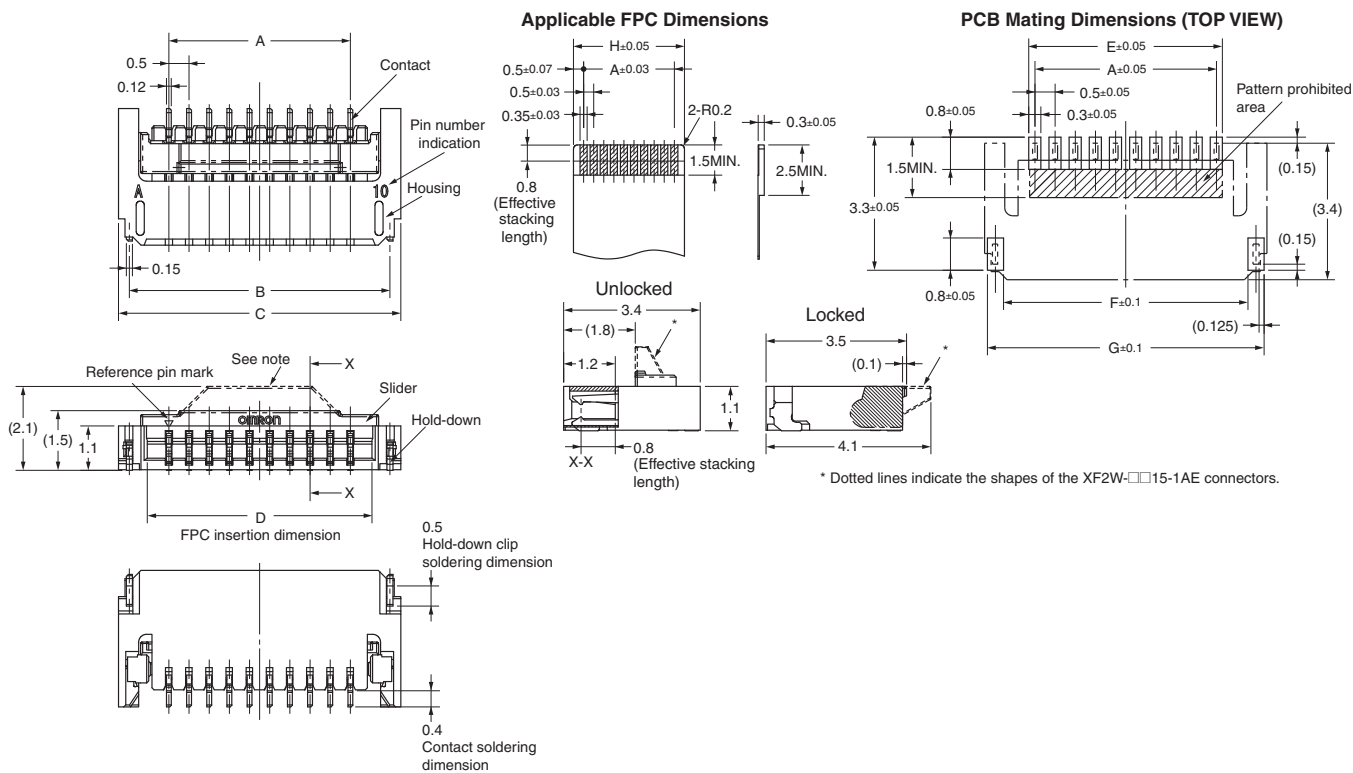 Applicable FPC Dimensions
PCB Mating Dimensions (TOP VIEW)
A
0.5
0.12
Contact
Pin number
indication
Housing
A
10
0.15
B
C
H±0.05
0.5±0.07
A±0.03
0.5±0.03
0.35±0.03
2-R0.2
1.5MIN.
0.8
(Effective
stacking
length)
0.3±0.05
2.5MIN.
E±0.05
A±0.05
0.5±0.05
0.3±0.05
0.8±0.05
Pattern prohibited
area
1.5MIN.
3.3±0.05
(0.15)
(3.4)
(0.15)
0.8±0.05
F±0.1
(0.125)
G±0.1
Unlocked
3.4
(1.8)
*
1.2
1.1
X-X
0.8
(Effective stacking
length)
Locked
3.5
(0.1)
*
4.1
* Dotted lines indicate the shapes of the XF2W-□□15-1AE connectors.
See note
X
Reference pin mark
Slider
OMRON
Hold-down
(2.1)
(1.5)
1.1
X
D
FPC insertion dimension
0.5
Hold-down clip
soldering dimension
0.4
Contact soldering
dimension